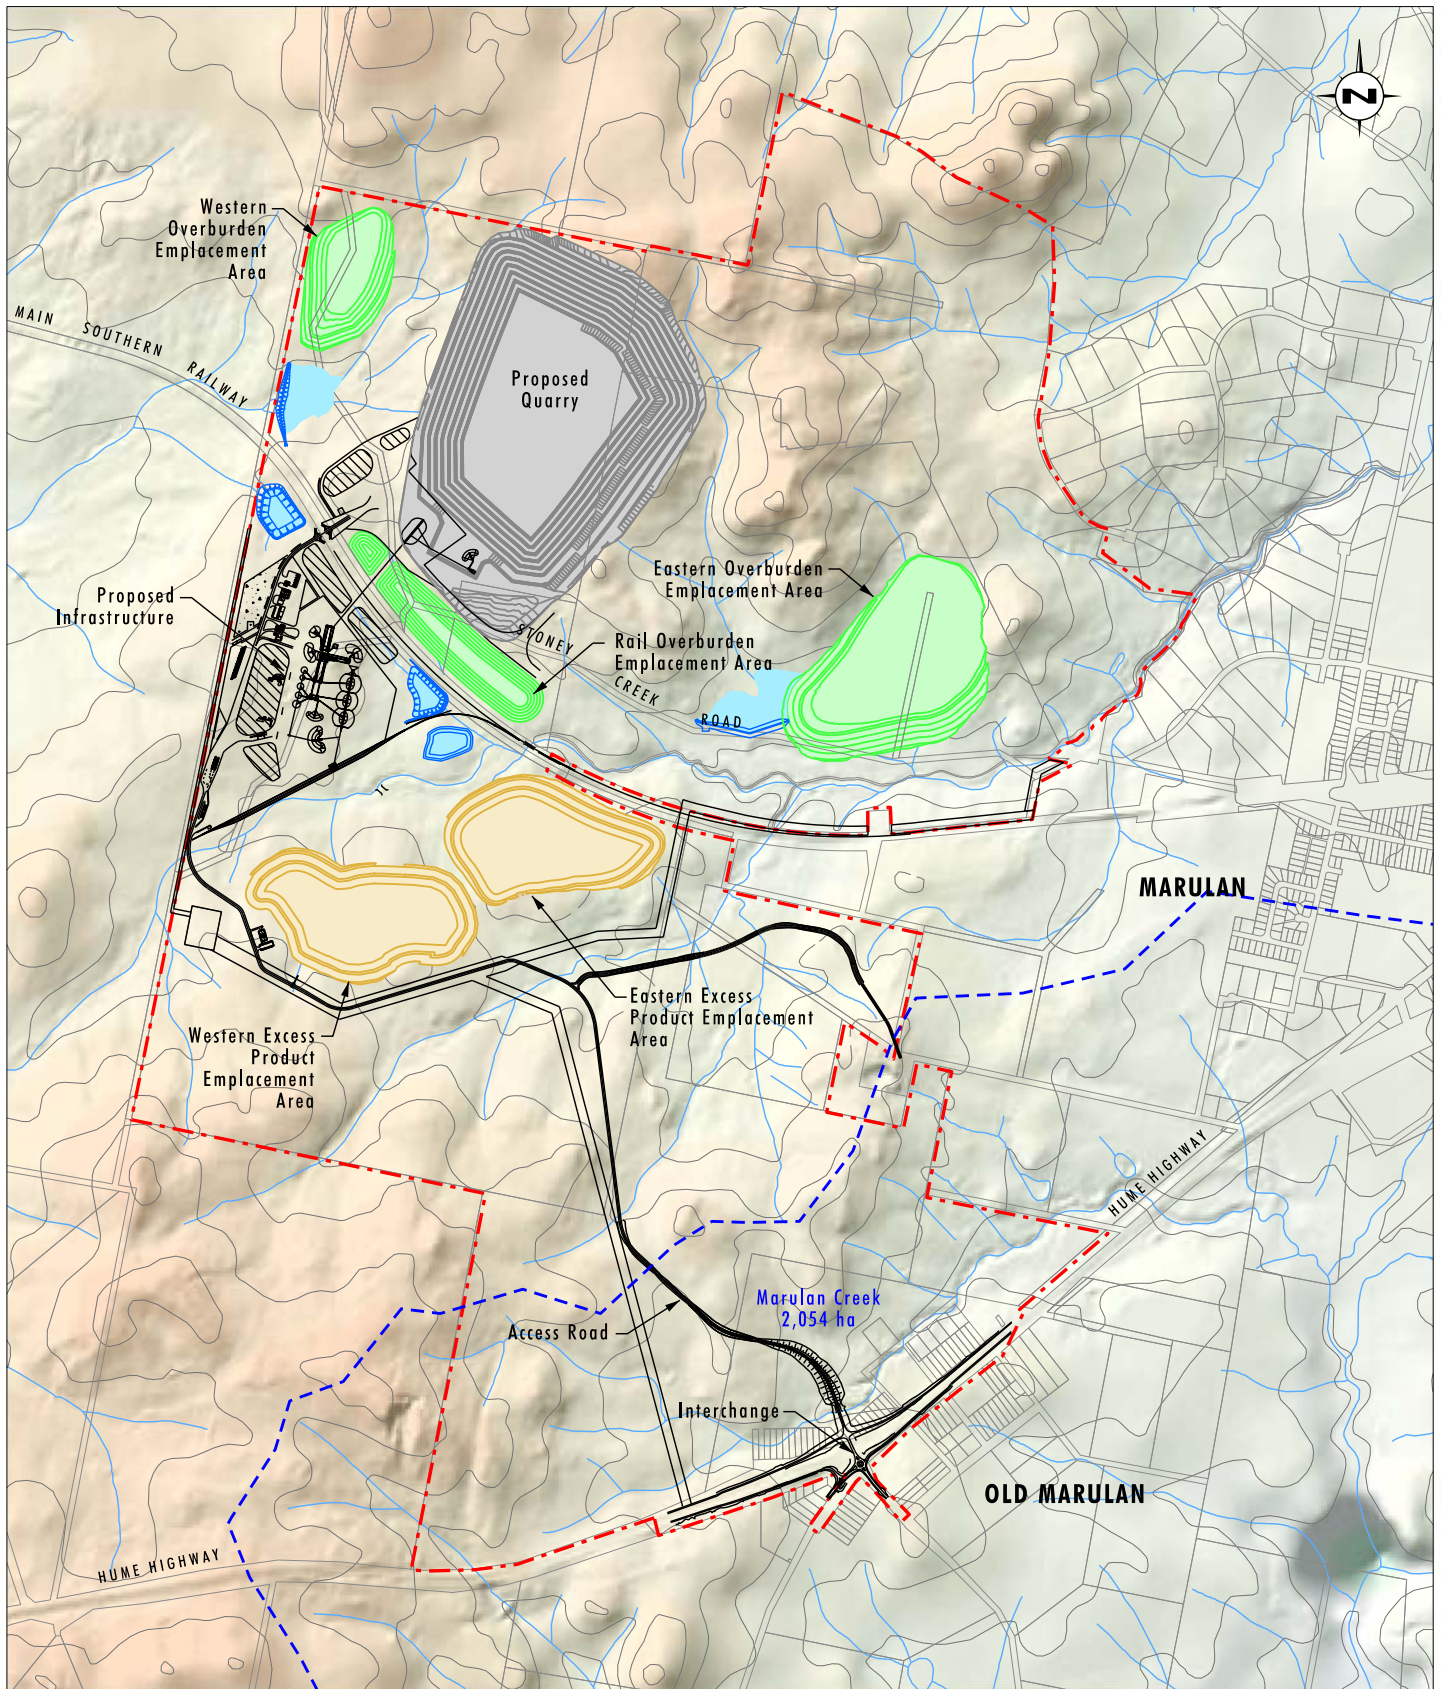 N
Western
Overburden
Emplacement
Area
MAIN SOUTHERN RAILWAY
Proposed
Quarry
Eastern Overburden
Emplacement Area
Proposed
Infrastructure
STONEY CREEK ROAD
Rail Overburden
Emplacement Area
MARULAN
Eastern Excess
Product Emplacement
Area
Western Excess
Product
Emplacement
Area
HUME HIGHWAY
Marulan Creek
2,054 ha
Access Road
Interchange
OLD MARULAN
HUME HIGHWAY